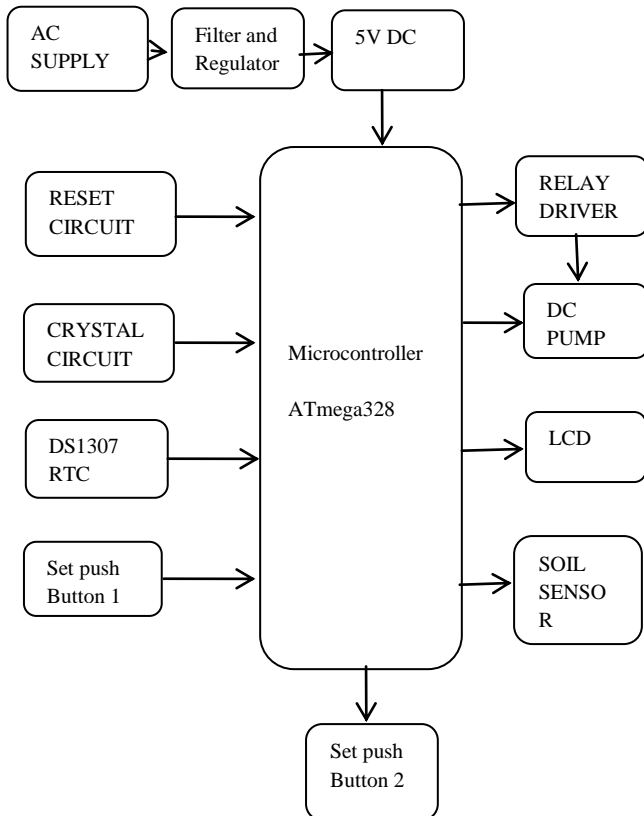 AC
SUPPLY
Filter and
Regulator
5V DC
RESET
CIRCUIT
CRYSTAL
CIRCUIT
DS1307
RTC
Set push
Button 1
Microcontroller
ATmega328
RELAY
DRIVER
DC
PUMP
LCD
SOIL
SENSO
R
Set push
Button 2